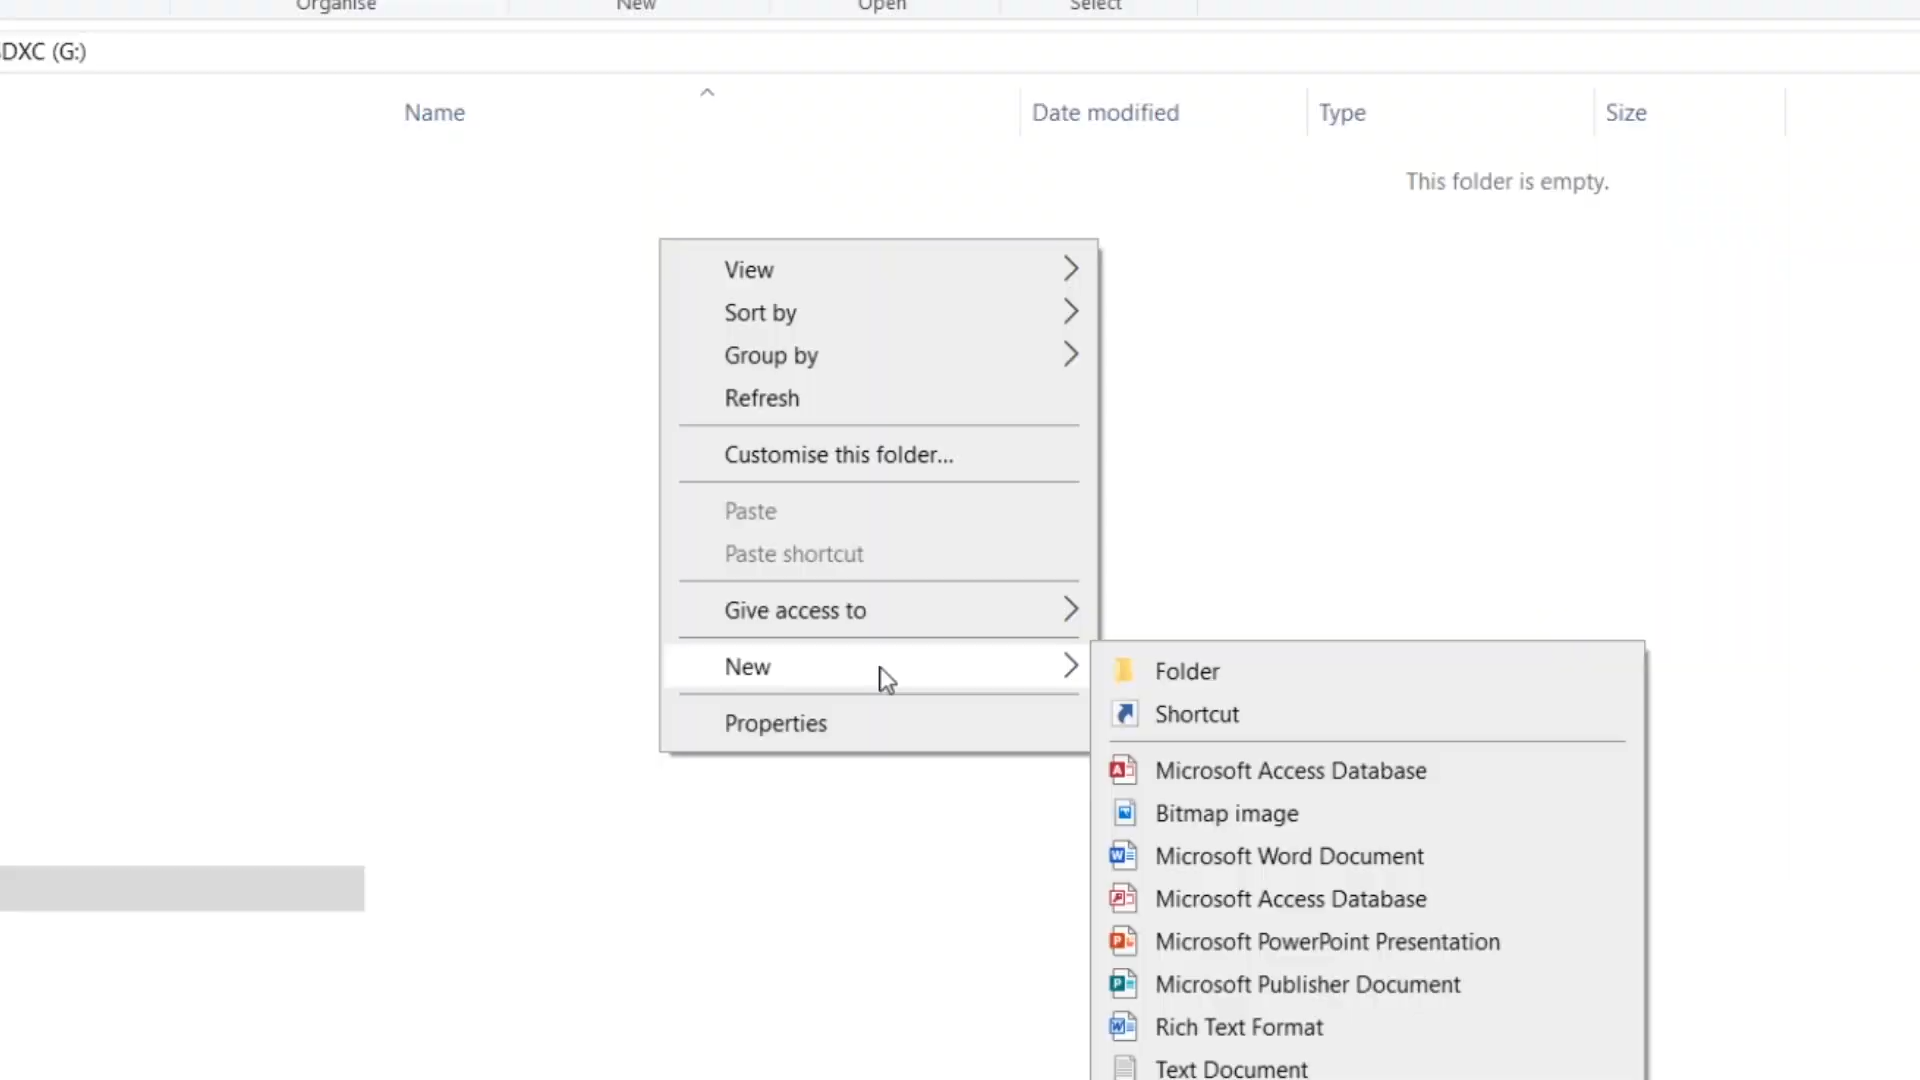 Organise New Open Select
DXC (G:)
Name Date modified Type Size
This folder is empty.
View
Sort by
Group by
Refresh
Customise this folder...
Paste
Paste shortcut
Give access to
New
Properties
Folder
Shortcut
Microsoft Access Database
Bitmap image
Microsoft Word Document
Microsoft Access Database
Microsoft PowerPoint Presentation
Microsoft Publisher Document
Rich Text Format
Text Document